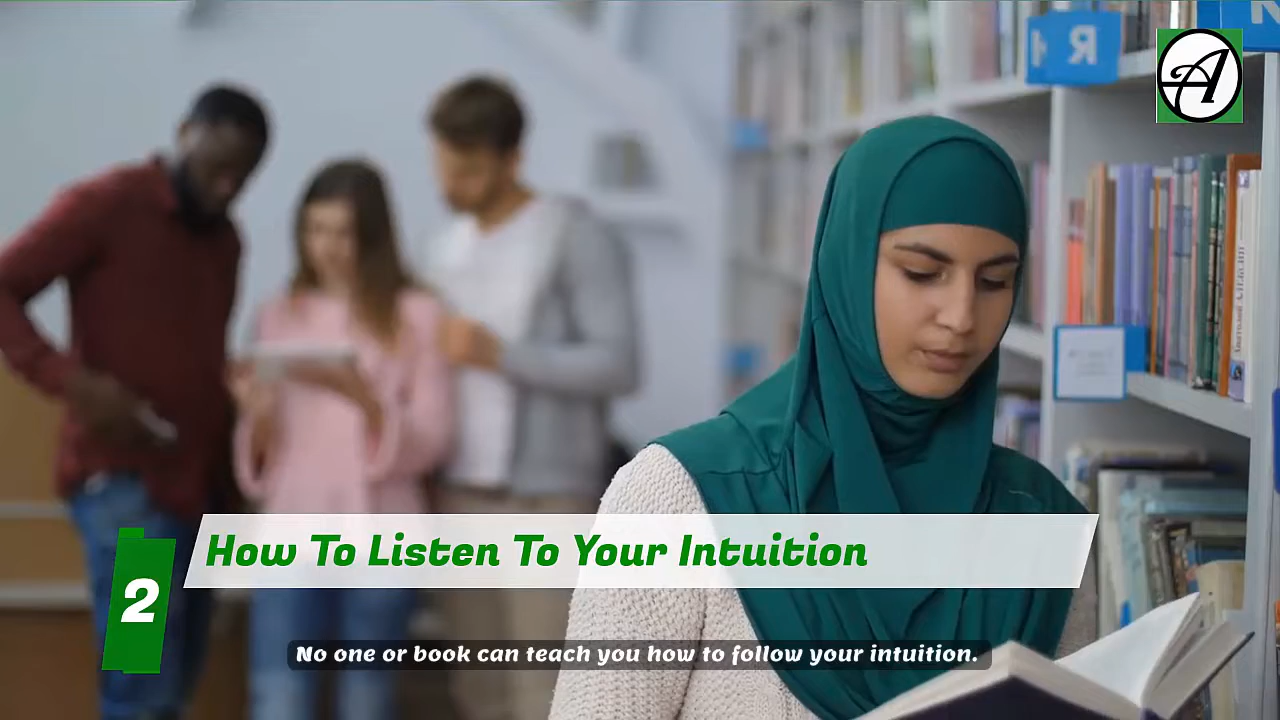 A
R
How To Listen To Your Intuition
2
No one or book can teach you how to follow your intuition.